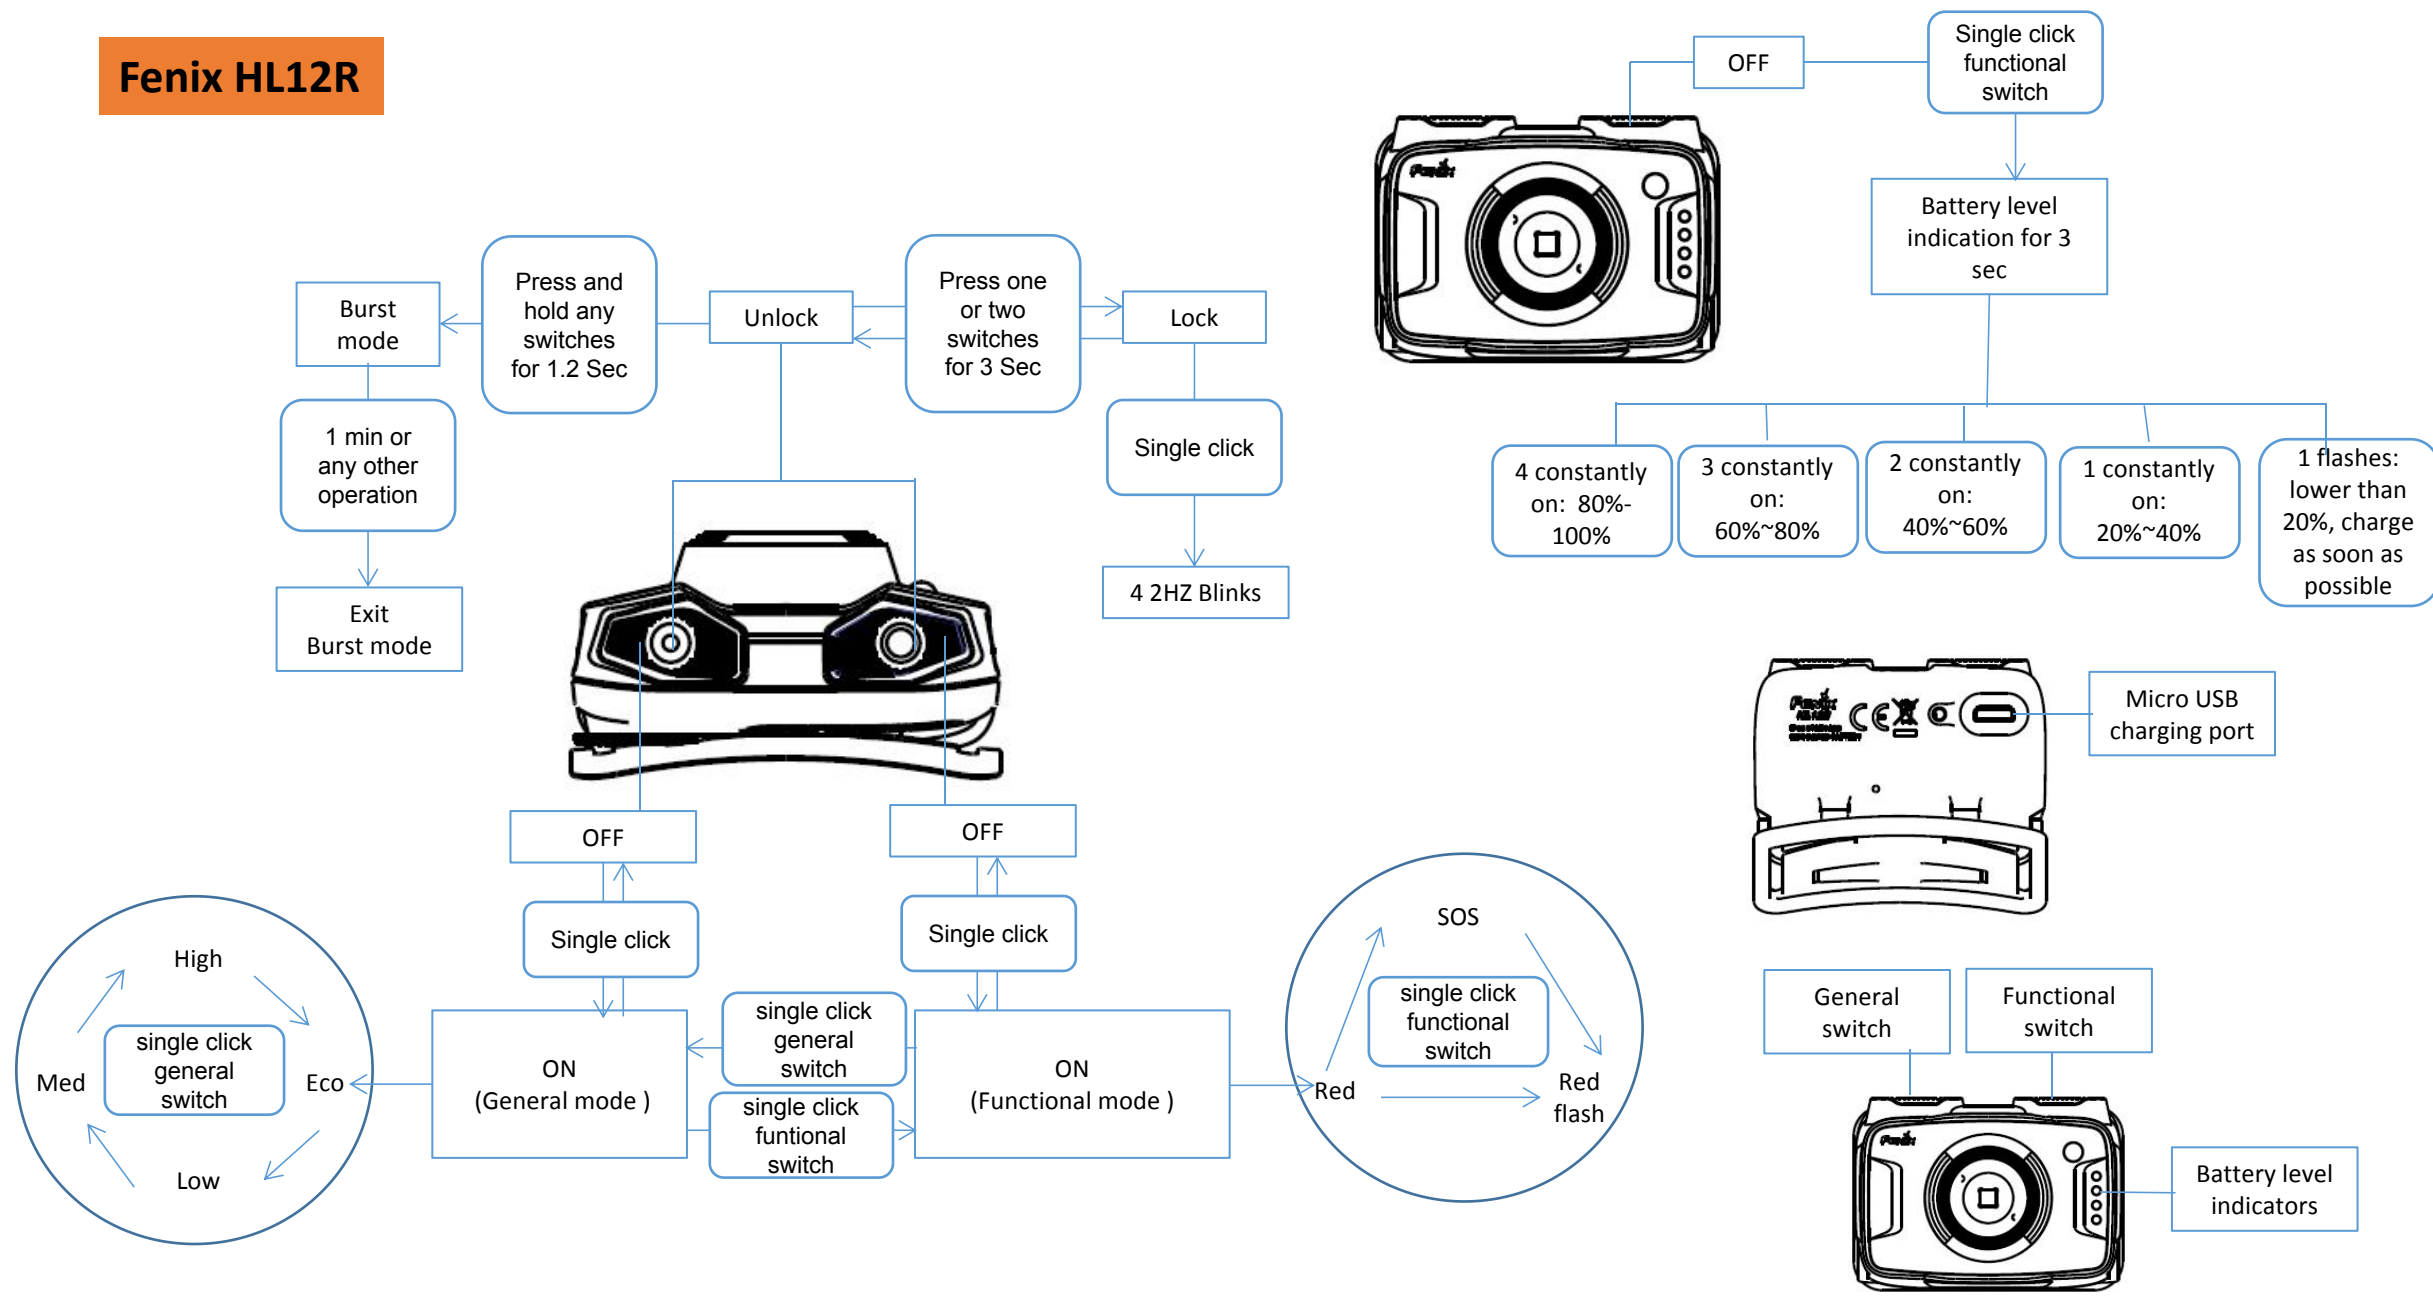 Fenix HL12R
OFF
Single click
functional
switch
Fenix
Battery level
indication for 3
sec
Burst
mode
Press and
hold any
switches
for 1.2 Sec
Unlock
Press one
or two
switches
for 3 Sec
Lock
1 min or
any other
operation
Single click
Exit
Burst mode
4 2HZ Blinks
4 constantly
on: 80%-
100%
3 constantly
on:
60%~80%
2 constantly
on:
40%~60%
1 constantly
on:
20%~40%
1 flashes:
lower than
20%, charge
as soon as
possible
Fenix
Micro USB
charging port
OFF
OFF
Single click
Single click
High
Med
single click
general
switch
Eco
Low
ON
(General mode )
single click
general
switch
single click
funtional
switch
ON
(Functional mode )
SOS
single click
functional
switch
Red
Red
flash
General
switch
Functional
switch
Fenix
Battery level
indicators